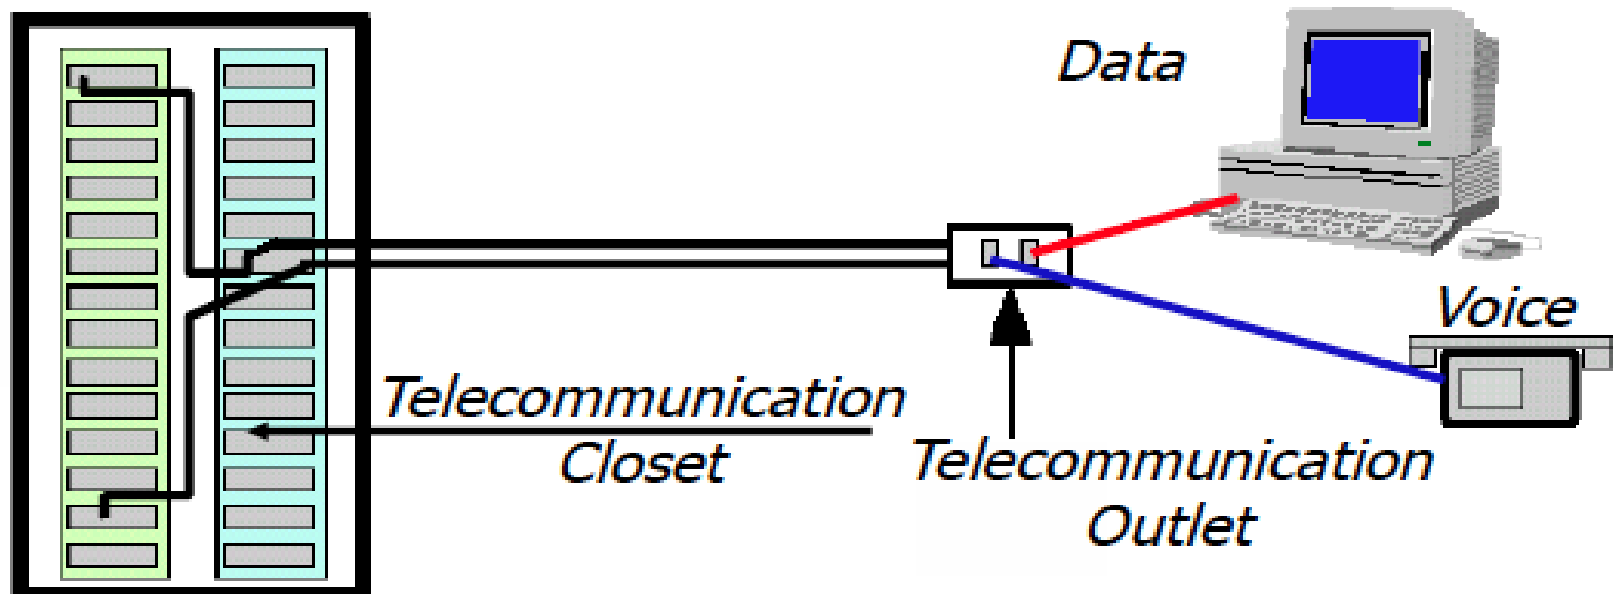 Data
Voice
Telecommunication
Closet
Telecommunication
Outlet